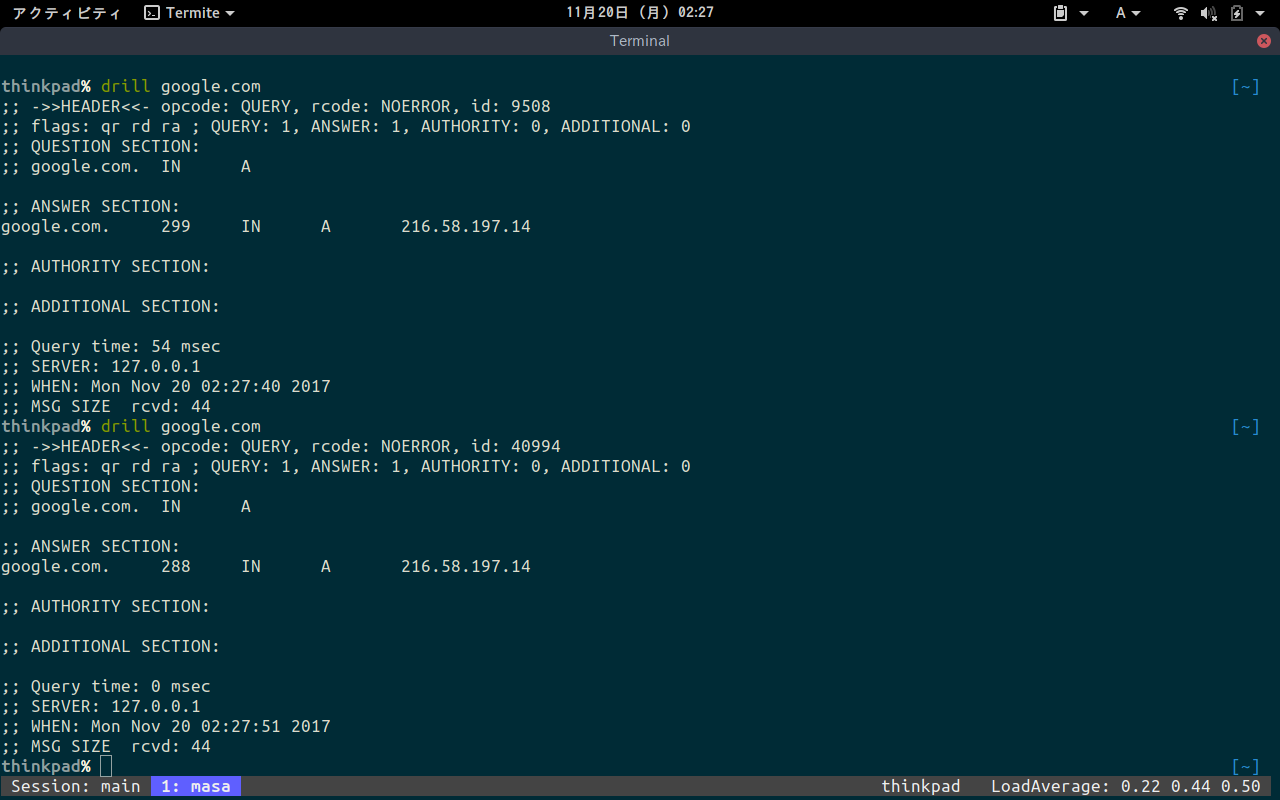 アクティビティ Termite 11月20日 (月) 02:27 A
Terminal
thinkpad% drill google.com [~]
;; ->>HEADER<<- opcode: QUERY, rcode: NOERROR, id: 9508
;; flags: qr rd ra ; QUERY: 1, ANSWER: 1, AUTHORITY: 0, ADDITIONAL: 0
;; QUESTION SECTION:
;; google.com. IN A
;; ANSWER SECTION:
google.com. 299 IN A 216.58.197.14
;; AUTHORITY SECTION:
;; ADDITIONAL SECTION:
;; Query time: 54 msec
;; SERVER: 127.0.0.1
;; WHEN: Mon Nov 20 02:27:40 2017
;; MSG SIZE rcvd: 44
thinkpad% drill google.com [~]
;; ->>HEADER<<- opcode: QUERY, rcode: NOERROR, id: 40994
;; flags: qr rd ra ; QUERY: 1, ANSWER: 1, AUTHORITY: 0, ADDITIONAL: 0
;; QUESTION SECTION:
;; google.com. IN A
;; ANSWER SECTION:
google.com. 288 IN A 216.58.197.14
;; AUTHORITY SECTION:
;; ADDITIONAL SECTION:
;; Query time: 0 msec
;; SERVER: 127.0.0.1
;; WHEN: Mon Nov 20 02:27:51 2017
;; MSG SIZE rcvd: 44
thinkpad% [~]
Session: main 1: masa thinkpad LoadAverage: 0.22 0.44 0.50